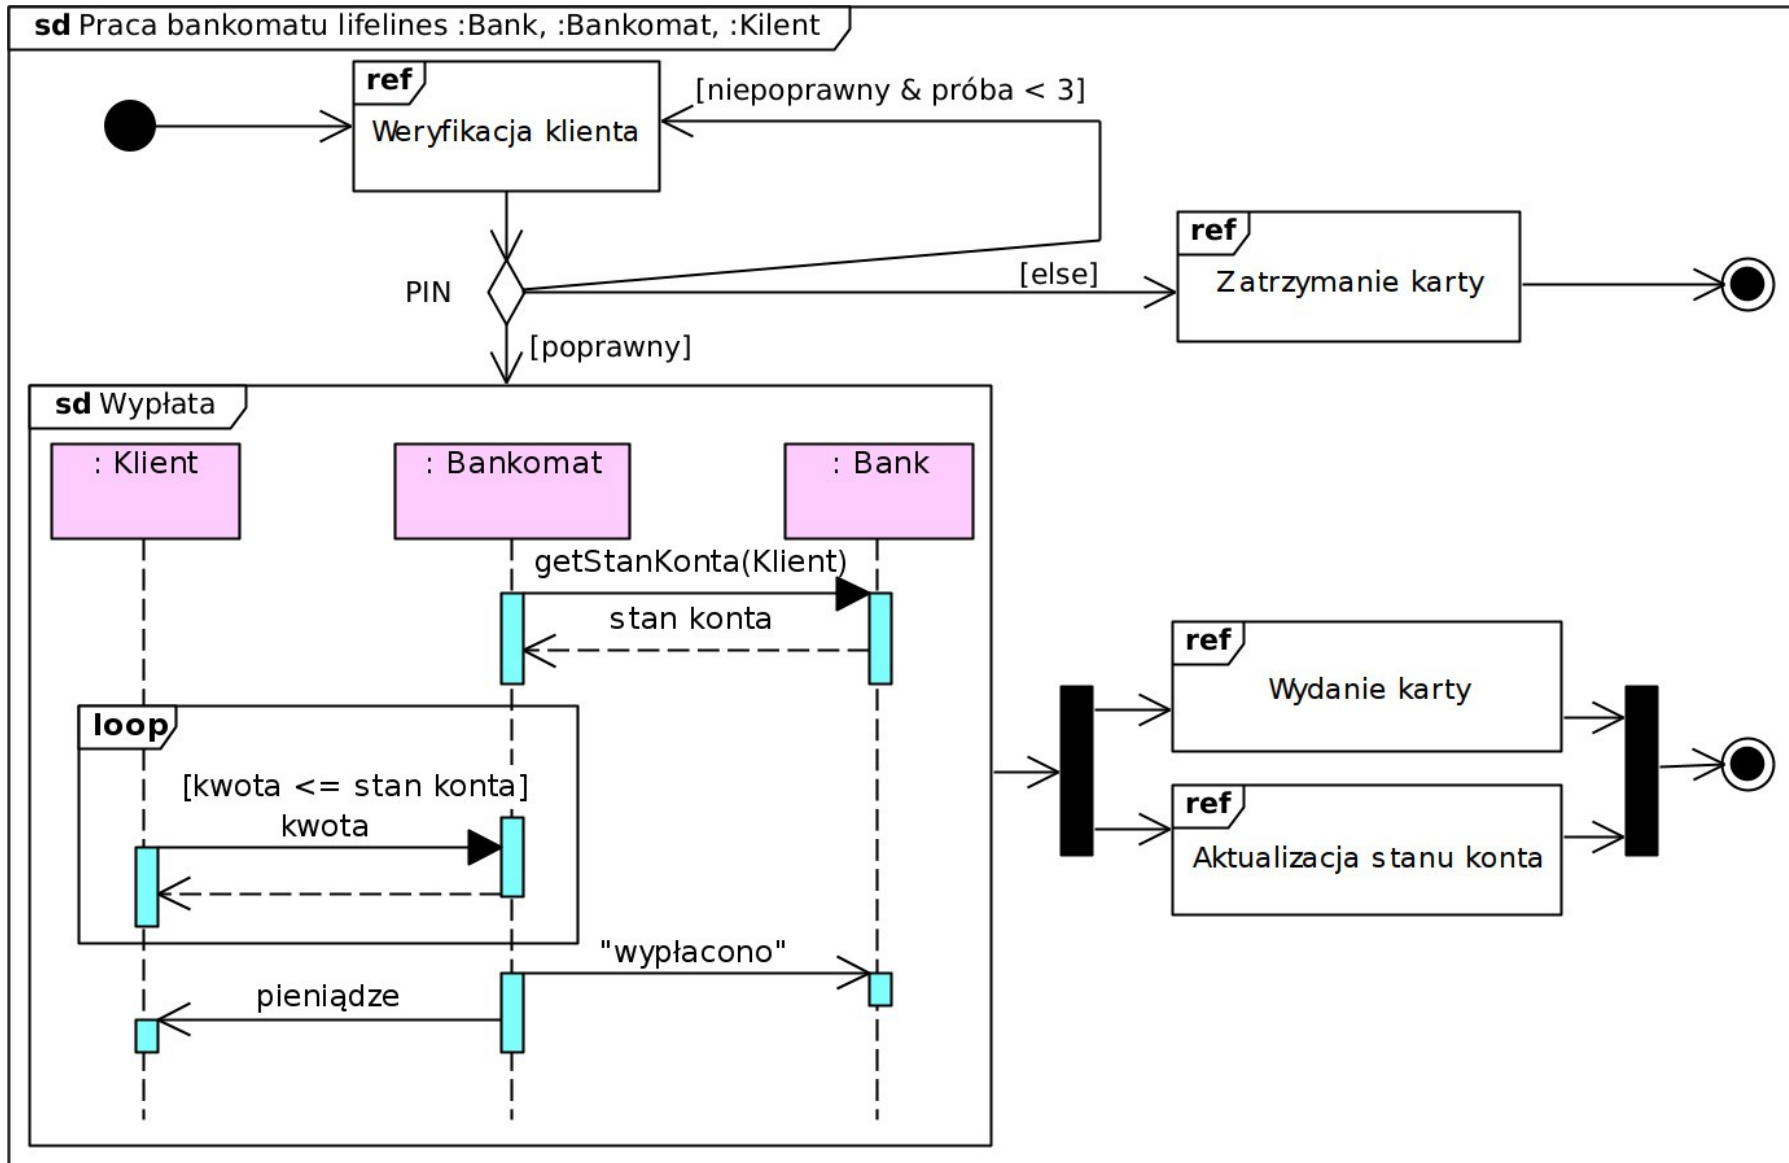 sd Praca bankomatu lifelines :Bank, :Bankomat, :Kilent
ref
Weryfikacja klienta
[niepoprawny & próba < 3]
PIN
[else]
ref
Zatrzymanie karty
[poprawny]
sd Wypłata
: Klient
: Bankomat
: Bank
getStanKonta(Klient)
stan konta
loop
[kwota <= stan konta]
kwota
"wypłacono"
pieniądze
ref
Wydanie karty
ref
Aktualizacja stanu konta